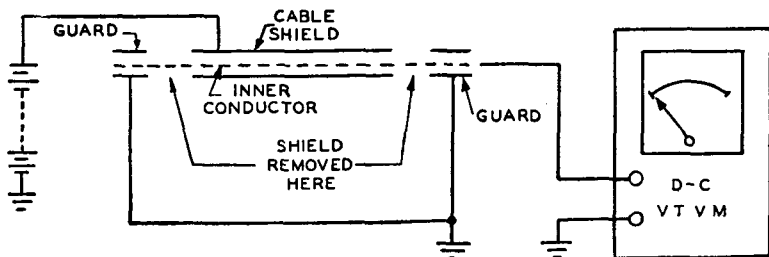 CABLE
SHIELD
GUARD
INNER
CONDUCTOR
GUARD
SHIELD
REMOVED
HERE
D-C
VTVM